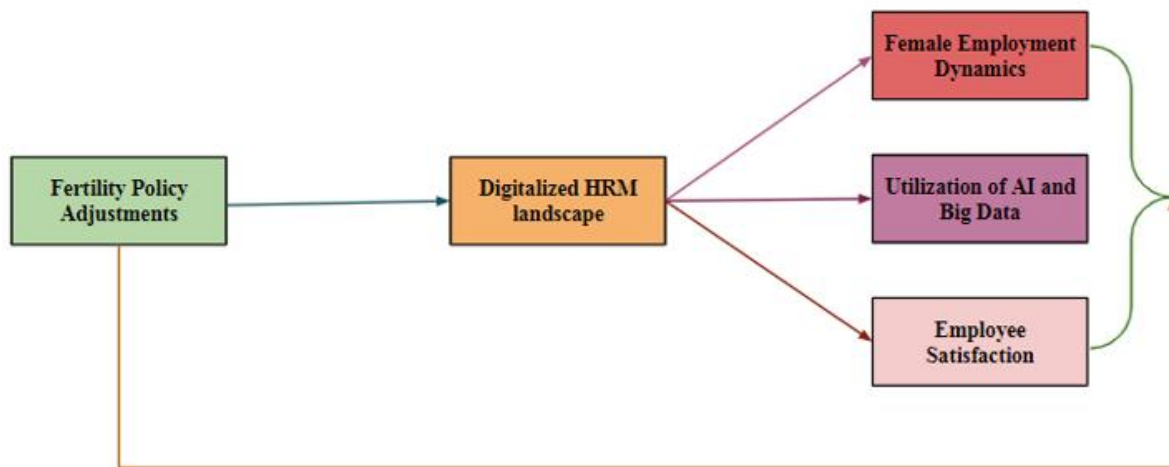 Fertility Policy
Adjustments
Digitalized HRM
landscape
Female Employment
Dynamics
Utilization of AI and
Big Data
Employee
Satisfaction